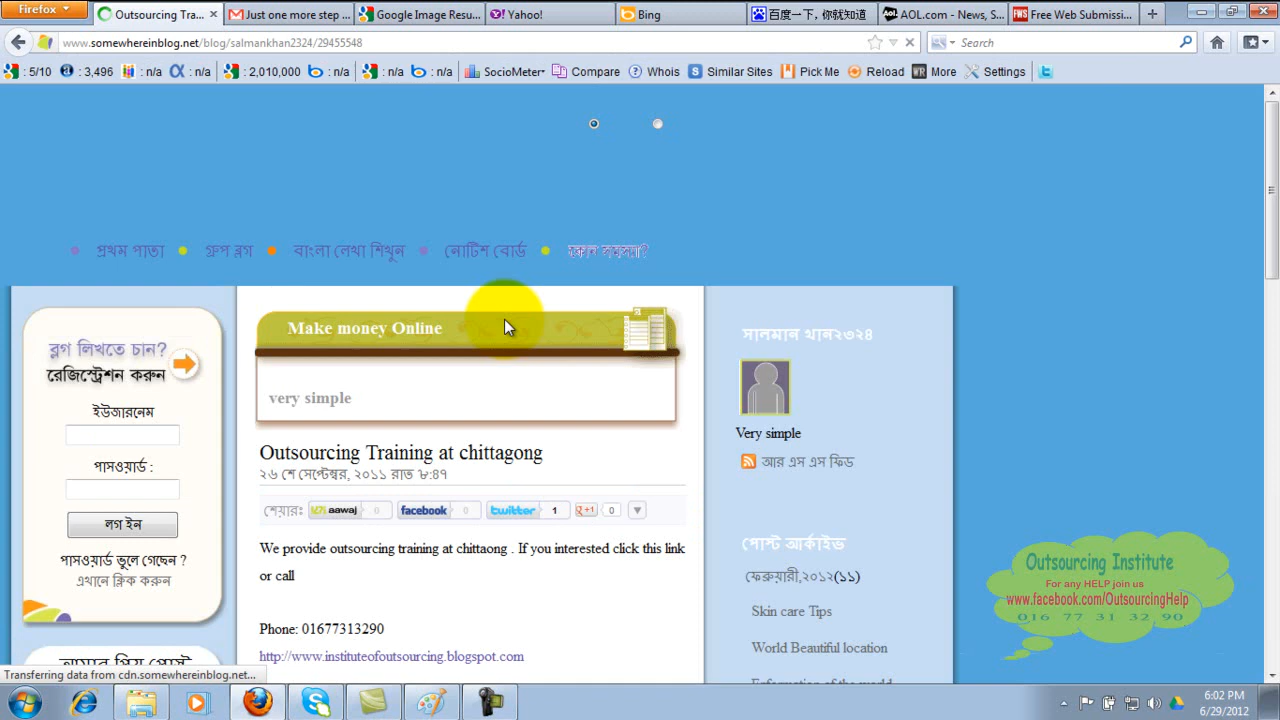 Firefox
Outsourcing Tra...
Just one more step ...
Google Image Resu...
Yahoo!
Bing
百度一下，你就知道
AOL.com - News, S...
Free Web Submissi...
www.somewhereinblog.net/blog/salmankhan2324/29455548
Search
: 5/10 : 3,496 : n/a : n/a : 2,010,000 : n/a : n/a : n/a SocioMeter Compare Whois Similar Sites Pick Me Reload More Settings
প্রথম পাতা গ্রুপ ব্লগ বাংলা লেখা শিখুন নোটিশ বোর্ড কোন সমস্যা?
ব্লগ লিখতে চান?
রেজিস্ট্রেশন করুন
ইউজারনেম
পাসওয়ার্ড :
লগ ইন
পাসওয়ার্ড ভুলে গেছেন ?
এখানে ক্লিক করুন
আমার প্রিয় পোস্ট
Make money Online
very simple
Outsourcing Training at chittagong
২৬ শে সেপ্টেম্বর, ২০১১ রাত ৮:৪৭
শেয়ার: aawaj 0 facebook 0 twitter 1 +1 0
We provide outsourcing training at chittaong . If you interested click this link
or call
Phone: 01677313290
http://www.instituteofoutsourcing.blogspot.com
সালমান খান২৩২৪
Very simple
আর এস এস ফিড
পোস্ট আর্কাইভ
ফেব্রুয়ারী,২০১২(১১)
Skin care Tips
World Beautiful location
Outsourcing Institute
For any HELP join us
www.facebook.com/OutsourcingHelp
016 77 31 32 90
Transferring data from cdn.somewhereinblog.net...
6:02 PM
6/29/2012